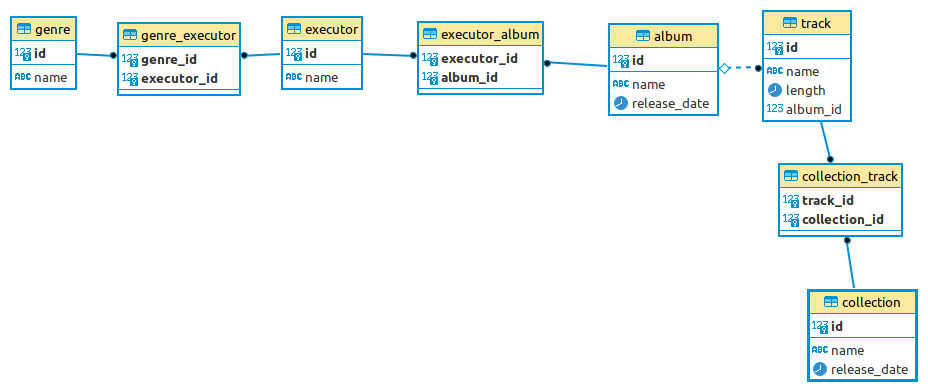 genre
123 id
ABC name
genre_executor
123 genre_id
123 executor_id
executor
123 id
ABC name
executor_album
123 executor_id
123 album_id
album
123 id
ABC name
release_date
track
123 id
ABC name
length
123 album_id
collection_track
123 track_id
123 collection_id
collection
123 id
ABC name
release_date